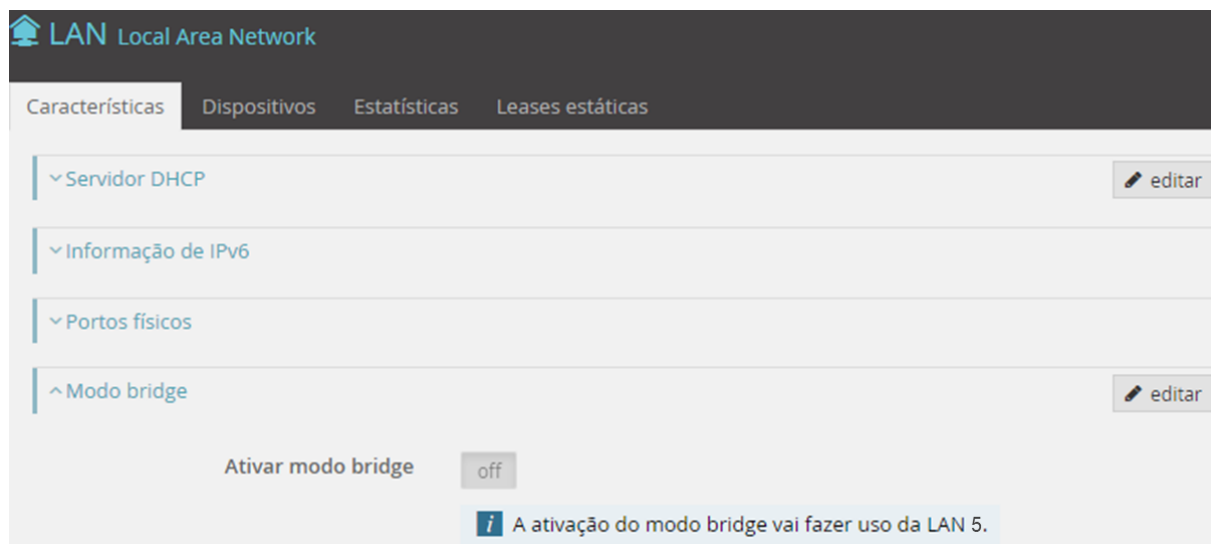 LAN Local Area Network
Características Dispositivos Estatísticas Leases estáticas
Servidor DHCP editar
Informação de IPv6
Portos físicos
Modo bridge editar
Ativar modo bridge off
i A ativação do modo bridge vai fazer uso da LAN 5.